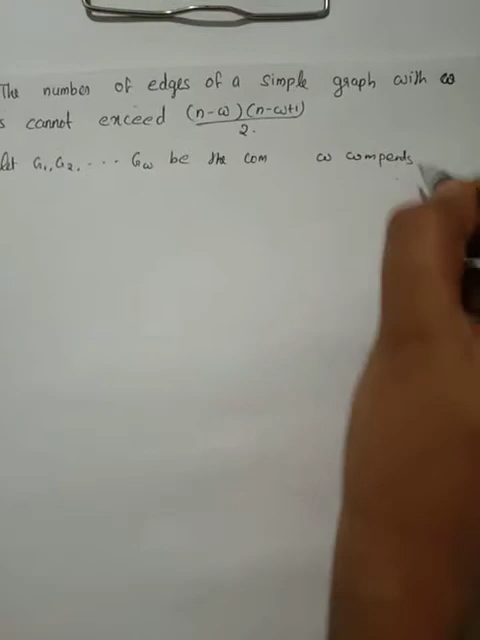 The number of edges of a simple graph with ω
s cannot exceed (n-ω)(n-ω+1)/2.
let G1, G2, ... Gω be the com ω compents